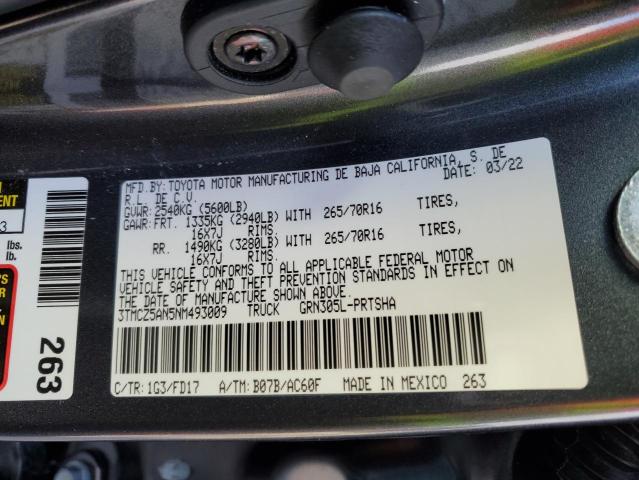 MFD.BY: TOYOTA MOTOR MANUFACTURING DE BAJA CALIFORNIA, S. DE
R.L. DE C.V. DATE: 03/22
GVWR: 2540KG (5600LB)
GAWR: FRT. 1335KG (2940LB) WITH 265/70R16 TIRES,
16X7J RIMS.
RR. 1490KG (3280LB) WITH 265/70R16 TIRES,
16X7J RIMS.
THIS VEHICLE CONFORMS TO ALL APPLICABLE FEDERAL MOTOR
VEHICLE SAFETY AND THEFT PREVENTION STANDARDS IN EFFECT ON
THE DATE OF MANUFACTURE SHOWN ABOVE.
3TMCZ5AN5NM493009 TRUCK GRN305L-PRTSHA
C/TR: 1G3/FD17 A/TM: B07B/AC60F MADE IN MEXICO 263
3
lbs.
lb.
263